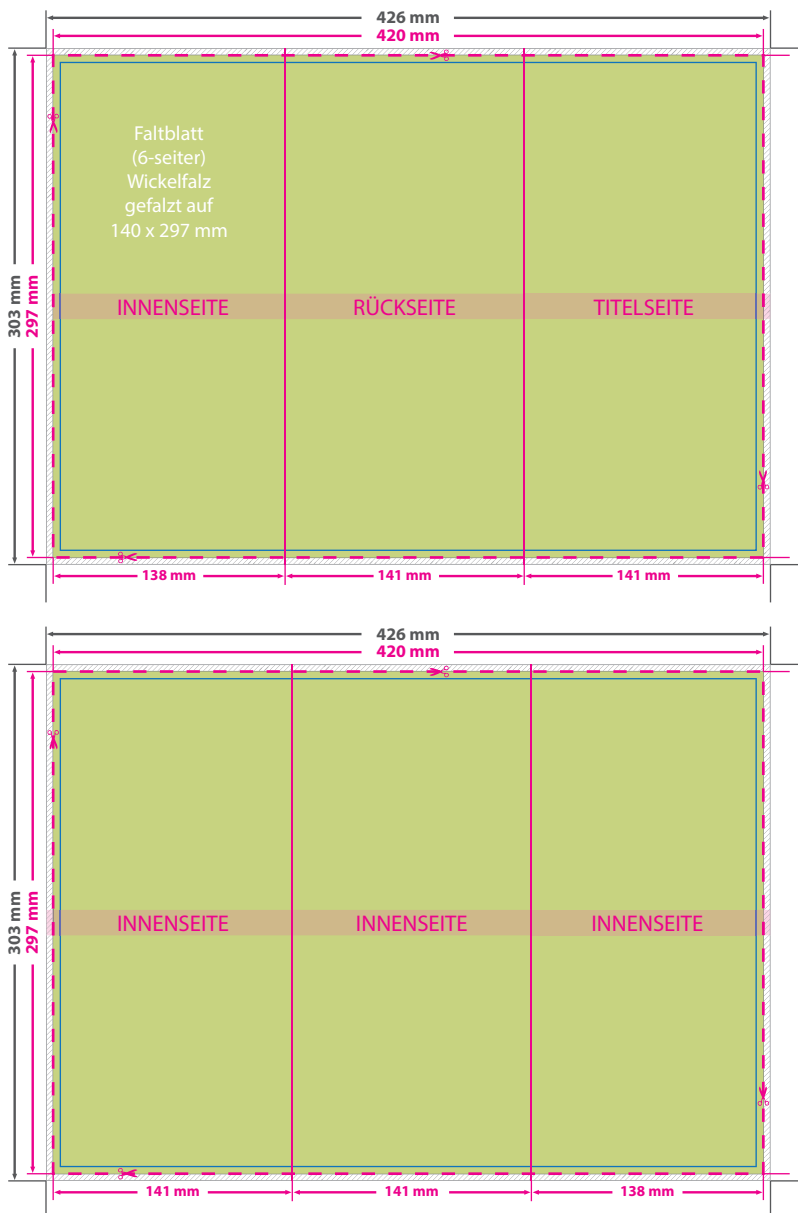 426 mm
420 mm
303 mm
297 mm
Faltblatt
(6-seiter)
Wickelfalz
gefalzt auf
140 x 297 mm
INNENSEITE RÜCKSEITE TITELSEITE
138 mm 141 mm 141 mm
426 mm
420 mm
303 mm
297 mm
INNENSEITE INNENSEITE INNENSEITE
141 mm 141 mm 138 mm